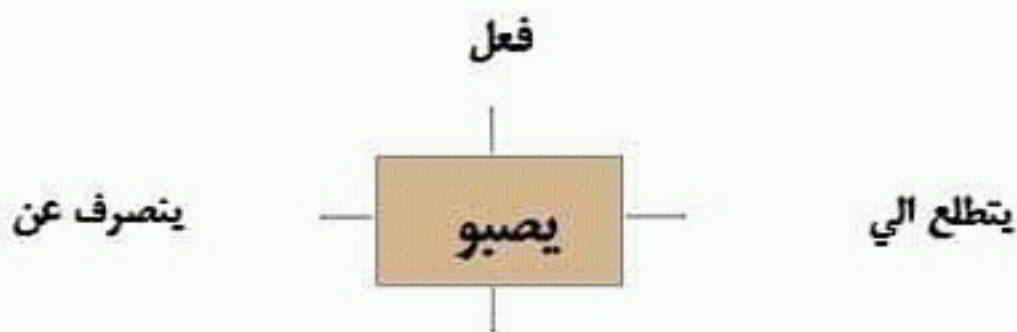 فعل
يتطلع الي
يصبو
ينصرف عن